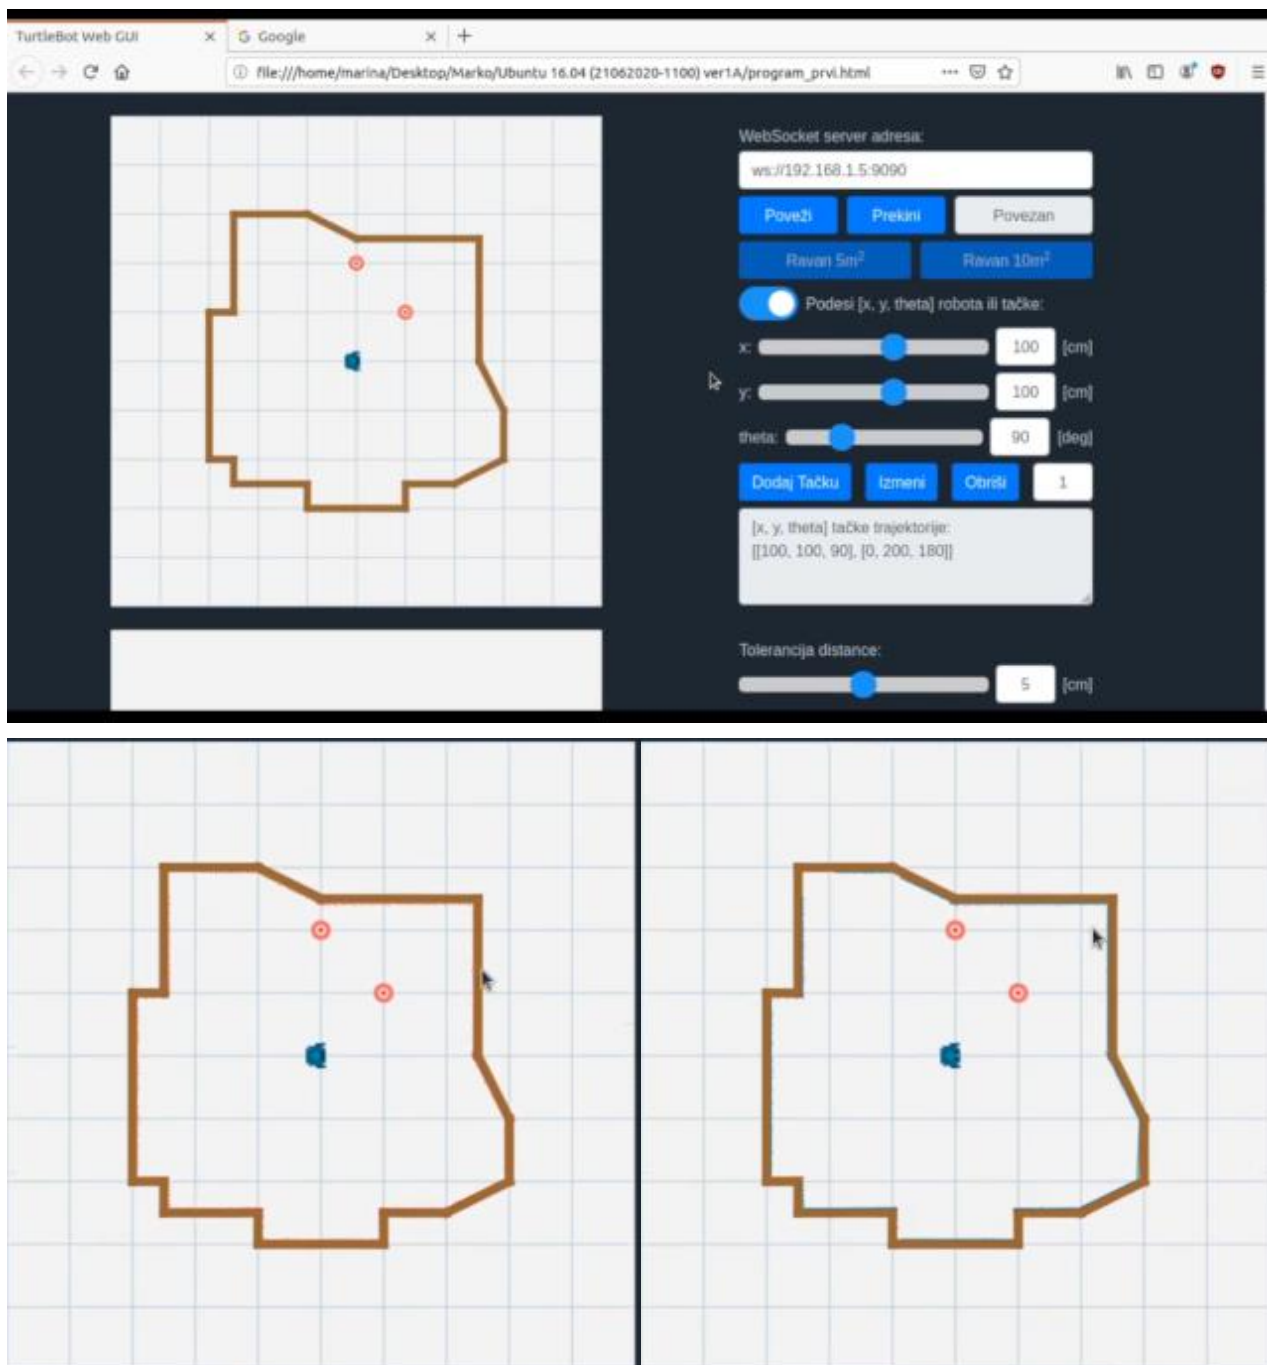 TurtleBot Web GUI
Google
file:///home/marina/Desktop/Marko/Ubuntu 16.04 (21062020-1100) ver1A/program_prvi.html
WebSocket server adresa:
ws://192.168.1.5:9090
Poveži Prekini Povezan
Ravan 5m² Ravan 10m²
Podesi [x, y, theta] robota ili tačke:
x: 100 [cm]
y: 100 [cm]
theta: 90 [deg]
Dodaj Tačku Izmeni Obriši 1
[x, y, theta] tačke trajektorije:
[[100, 100, 90], [0, 200, 180]]
Tolerancija distance:
5 [cm]